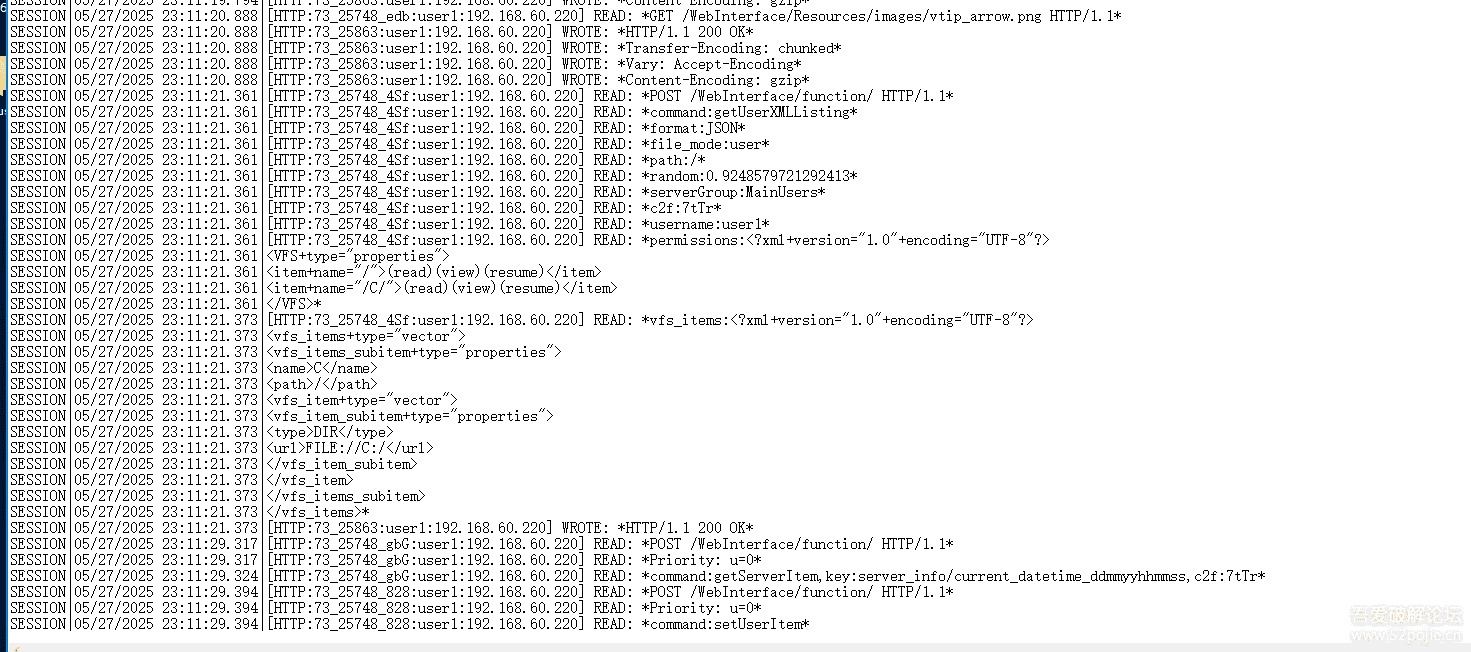 SESSION|05/27/2025 23:11:19.794|[HTTP:73_25863:user1:192.168.60.220] WROTE: *Content-Encoding: gzip*
SESSION|05/27/2025 23:11:20.888|[HTTP:73_25748_edb:user1:192.168.60.220] READ: *GET /WebInterface/Resources/images/vtip_arrow.png HTTP/1.1*
SESSION|05/27/2025 23:11:20.888|[HTTP:73_25863:user1:192.168.60.220] WROTE: *HTTP/1.1 200 OK*
SESSION|05/27/2025 23:11:20.888|[HTTP:73_25863:user1:192.168.60.220] WROTE: *Transfer-Encoding: chunked*
SESSION|05/27/2025 23:11:20.888|[HTTP:73_25863:user1:192.168.60.220] WROTE: *Vary: Accept-Encoding*
SESSION|05/27/2025 23:11:20.888|[HTTP:73_25863:user1:192.168.60.220] WROTE: *Content-Encoding: gzip*
SESSION|05/27/2025 23:11:21.361|[HTTP:73_25748_4Sf:user1:192.168.60.220] READ: *POST /WebInterface/function/ HTTP/1.1*
SESSION|05/27/2025 23:11:21.361|[HTTP:73_25748_4Sf:user1:192.168.60.220] READ: *command:getUserXMLListing*
SESSION|05/27/2025 23:11:21.361|[HTTP:73_25748_4Sf:user1:192.168.60.220] READ: *format:JSON*
SESSION|05/27/2025 23:11:21.361|[HTTP:73_25748_4Sf:user1:192.168.60.220] READ: *file_mode:user*
SESSION|05/27/2025 23:11:21.361|[HTTP:73_25748_4Sf:user1:192.168.60.220] READ: *path:/*
SESSION|05/27/2025 23:11:21.361|[HTTP:73_25748_4Sf:user1:192.168.60.220] READ: *random:0.9248579721292413*
SESSION|05/27/2025 23:11:21.361|[HTTP:73_25748_4Sf:user1:192.168.60.220] READ: *serverGroup:MainUsers*
SESSION|05/27/2025 23:11:21.361|[HTTP:73_25748_4Sf:user1:192.168.60.220] READ: *c2f:7tTr*
SESSION|05/27/2025 23:11:21.361|[HTTP:73_25748_4Sf:user1:192.168.60.220] READ: *username:user1*
SESSION|05/27/2025 23:11:21.361|[HTTP:73_25748_4Sf:user1:192.168.60.220] READ: *permissions:<?xml+version="1.0"+encoding="UTF-8"?>
SESSION|05/27/2025 23:11:21.361|<VFS+type="properties">
SESSION|05/27/2025 23:11:21.361|<item+name="/">(read)(view)(resume)</item>
SESSION|05/27/2025 23:11:21.361|<item+name="/C/">(read)(view)(resume)</item>
SESSION|05/27/2025 23:11:21.361|</VFS>*
SESSION|05/27/2025 23:11:21.373|[HTTP:73_25748_4Sf:user1:192.168.60.220] READ: *vfs_items:<?xml+version="1.0"+encoding="UTF-8"?>
SESSION|05/27/2025 23:11:21.373|<vfs_items+type="vector">
SESSION|05/27/2025 23:11:21.373|<vfs_items_subitem+type="properties">
SESSION|05/27/2025 23:11:21.373|<name>C</name>
SESSION|05/27/2025 23:11:21.373|<path>/</path>
SESSION|05/27/2025 23:11:21.373|<vfs_item+type="vector">
SESSION|05/27/2025 23:11:21.373|<vfs_item_subitem+type="properties">
SESSION|05/27/2025 23:11:21.373|<type>DIR</type>
SESSION|05/27/2025 23:11:21.373|<url>FILE://C:/</url>
SESSION|05/27/2025 23:11:21.373|</vfs_item_subitem>
SESSION|05/27/2025 23:11:21.373|</vfs_item>
SESSION|05/27/2025 23:11:21.373|</vfs_items_subitem>
SESSION|05/27/2025 23:11:21.373|</vfs_items>*
SESSION|05/27/2025 23:11:21.373|[HTTP:73_25863:user1:192.168.60.220] WROTE: *HTTP/1.1 200 OK*
SESSION|05/27/2025 23:11:29.317|[HTTP:73_25748_gbG:user1:192.168.60.220] READ: *POST /WebInterface/function/ HTTP/1.1*
SESSION|05/27/2025 23:11:29.317|[HTTP:73_25748_gbG:user1:192.168.60.220] READ: *Priority: u=0*
SESSION|05/27/2025 23:11:29.324|[HTTP:73_25748_gbG:user1:192.168.60.220] READ: *command:getServerItem,key:server_info/current_datetime_ddmmyyhhmmss,c2f:7tTr*
SESSION|05/27/2025 23:11:29.394|[HTTP:73_25748_828:user1:192.168.60.220] READ: *POST /WebInterface/function/ HTTP/1.1*
SESSION|05/27/2025 23:11:29.394|[HTTP:73_25748_828:user1:192.168.60.220] READ: *Priority: u=0*
SESSION|05/27/2025 23:11:29.394|[HTTP:73_25748_828:user1:192.168.60.220] READ: *command:setUserItem*
吾爱破解论坛
www.52pojie.cn